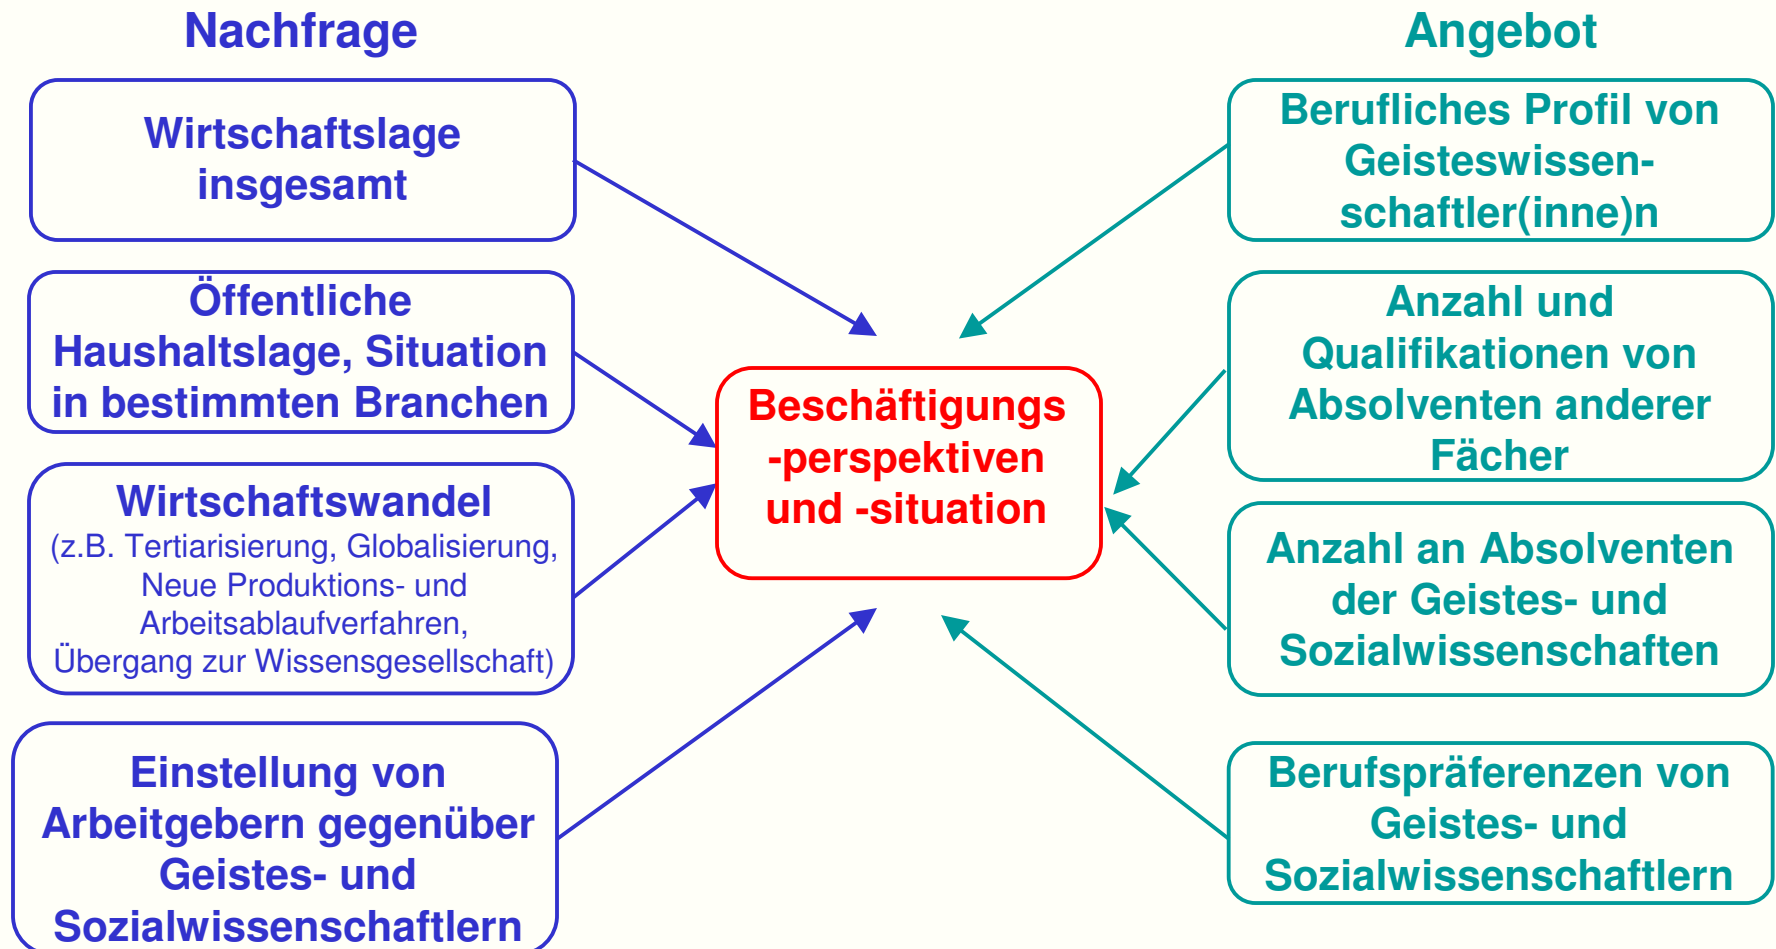 Nachfrage
Wirtschaftslage
insgesamt
Öffentliche
Haushaltslage, Situation
in bestimmten Branchen
Wirtschaftswandel
(z.B. Tertiarisierung, Globalisierung,
Neue Produktions- und
Arbeitsablaufverfahren,
Übergang zur Wissensgesellschaft)
Einstellung von
Arbeitgebern gegenüber
Geistes- und
Sozialwissenschaftlern
Beschäftigungs
-perspektiven
und -situation
Angebot
Berufliches Profil von
Geisteswissen-
schaftler(inne)n
Anzahl und
Qualifikationen von
Absolventen anderer
Fächer
Anzahl an Absolventen
der Geistes- und
Sozialwissenschaften
Berufspräferenzen von
Geistes- und
Sozialwissenschaftlern